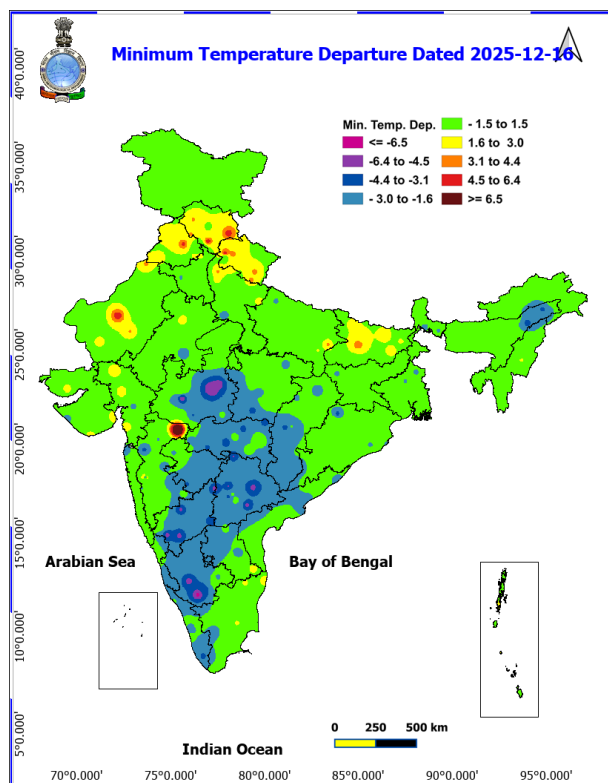 Minimum Temperature Departure Dated 2025-12-16
Min. Temp. Dep.
<= -6.5
-6.4 to -4.5
-4.4 to -3.1
- 3.0 to -1.6
- 1.5 to 1.5
1.6 to 3.0
3.1 to 4.4
4.5 to 6.4
>= 6.5
40°0.000'
35°0.000'
30°0.000'
25°0.000'
20°0.000'
15°0.000'
10°0.000'
5°0.000'
Arabian Sea
Bay of Bengal
Indian Ocean
0 250 500 km
70°0.000' 75°0.000' 80°0.000' 85°0.000' 90°0.000' 95°0.000'